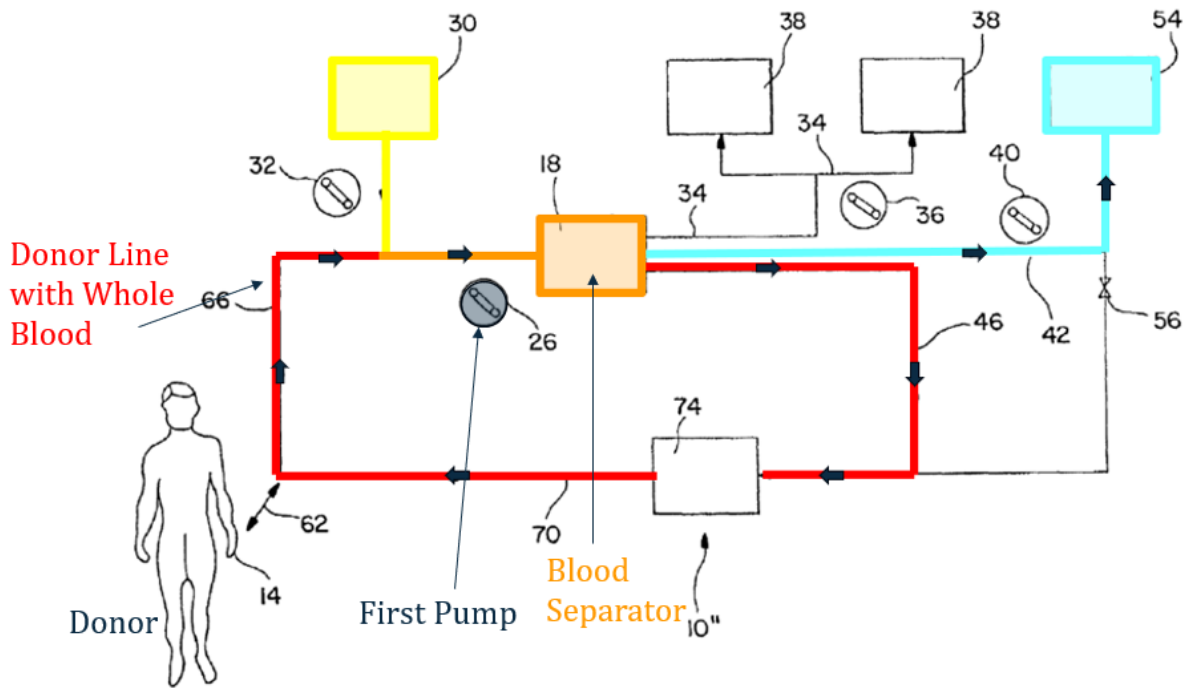 30
38
38
54
32
18
34
40
34
36
Donor Line
with Whole
Blood
66
26
46
42
56
74
62
70
14
Donor
First Pump
Blood
Separator
10"